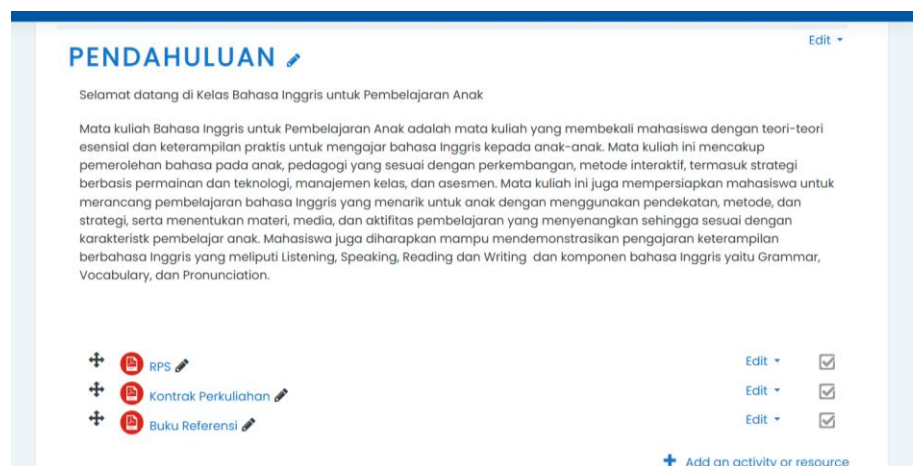 Edit
PENDAHULUAN
Selamat datang di Kelas Bahasa Inggris untuk Pembelajaran Anak
Mata kuliah Bahasa Inggris untuk Pembelajaran Anak adalah mata kuliah yang membekali mahasiswa dengan teori-teori
esensial dan keterampilan praktis untuk mengajar bahasa Inggris kepada anak-anak. Mata kuliah ini mencakup
pemerolehan bahasa pada anak, pedagogi yang sesuai dengan perkembangan, metode interaktif, termasuk strategi
berbasis permainan dan teknologi, manajemen kelas, dan asesmen. Mata kuliah ini juga mempersiapkan mahasiswa untuk
merancang pembelajaran bahasa Inggris yang menarik untuk anak dengan menggunakan pendekatan, metode, dan
strategi, serta menentukan materi, media, dan aktifitas pembelajaran yang menyenangkan sehingga sesuai dengan
karakteristk pembelajar anak. Mahasiswa juga diharapkan mampu mendemonstrasikan pengajaran keterampilan
berbahasa Inggris yang meliputi Listening, Speaking, Reading dan Writing dan komponen bahasa Inggris yaitu Grammar,
Vocabulary, dan Pronunciation.
RPS Edit
Kontrak Perkuliahan Edit
Buku Referensi Edit
Add an activity or resource